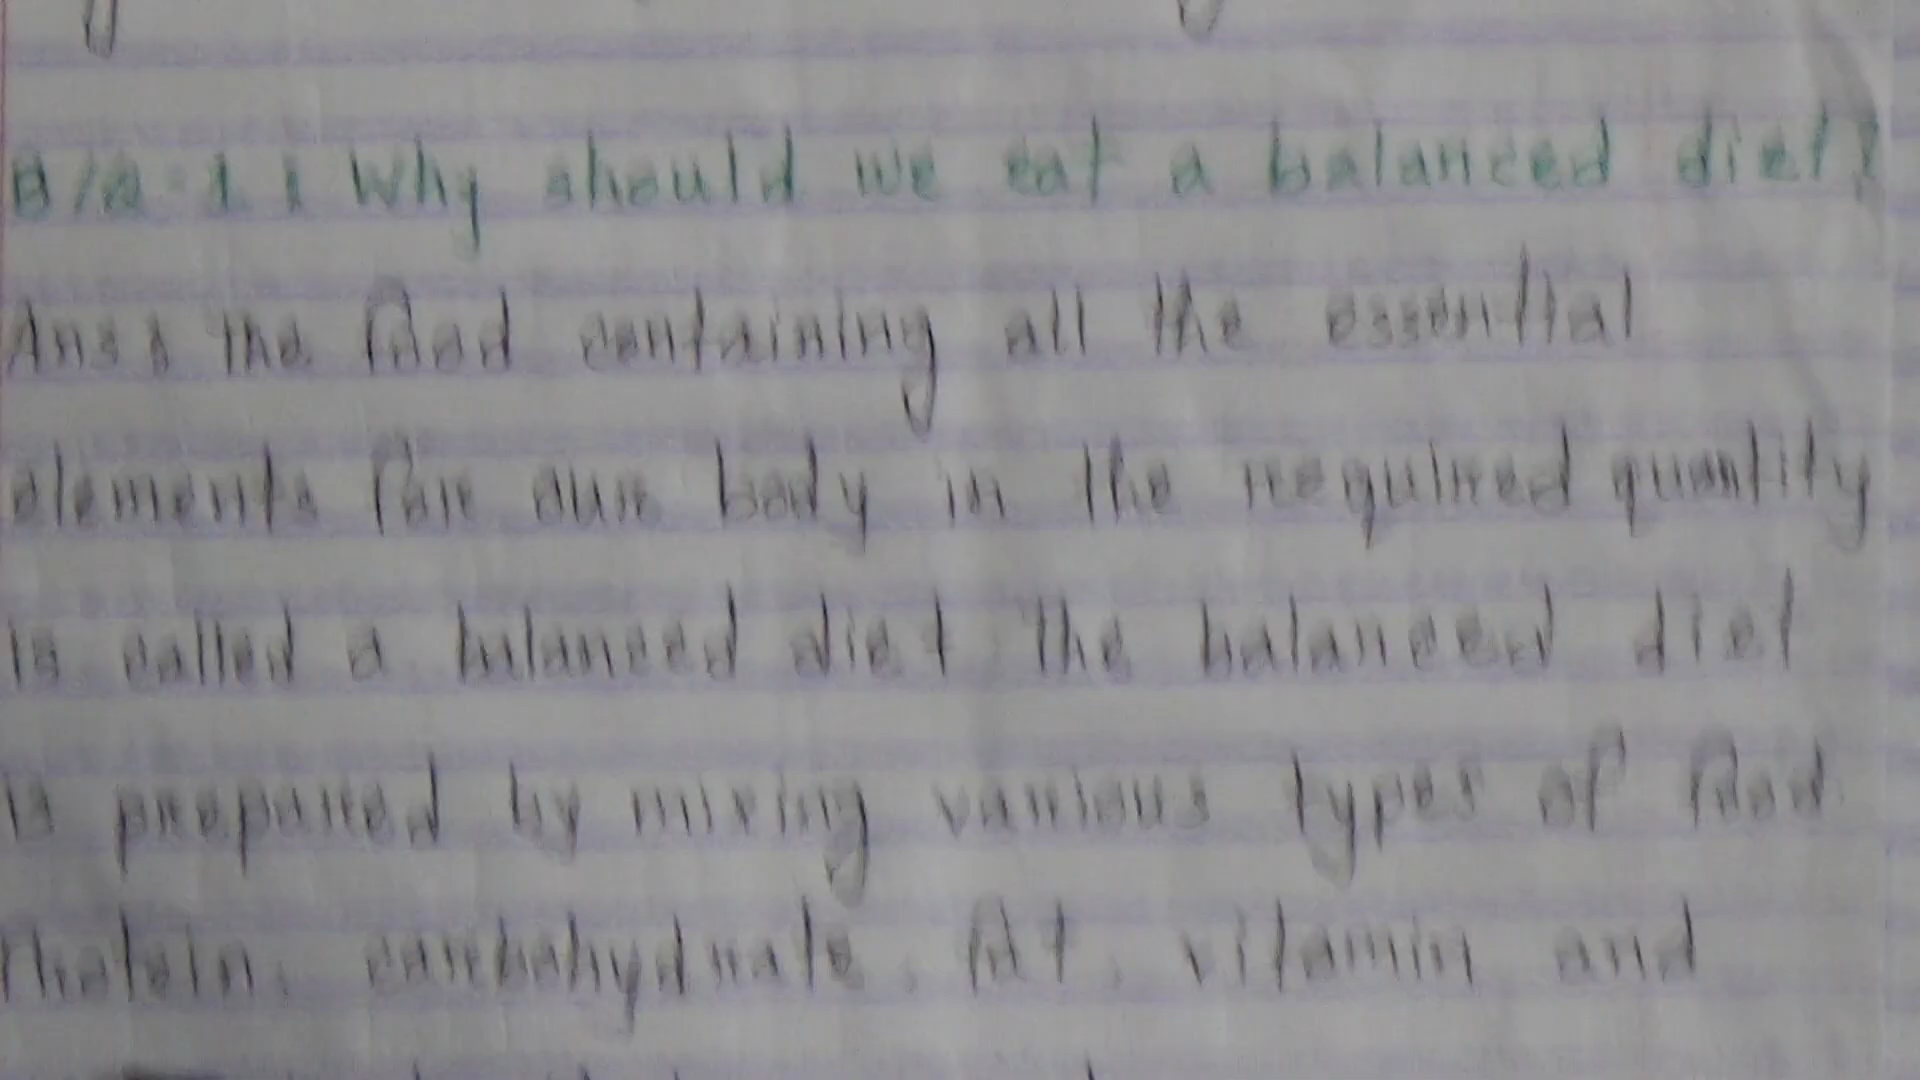 B/Q-1: Why should we eat a balanced diet?
Ans: The food containing all the essential
elements for our body in the required quantity
is called a balanced diet. The balanced diet
is prepared by mixing various types of food.
Protein, carbohydrate, fat, vitamin and